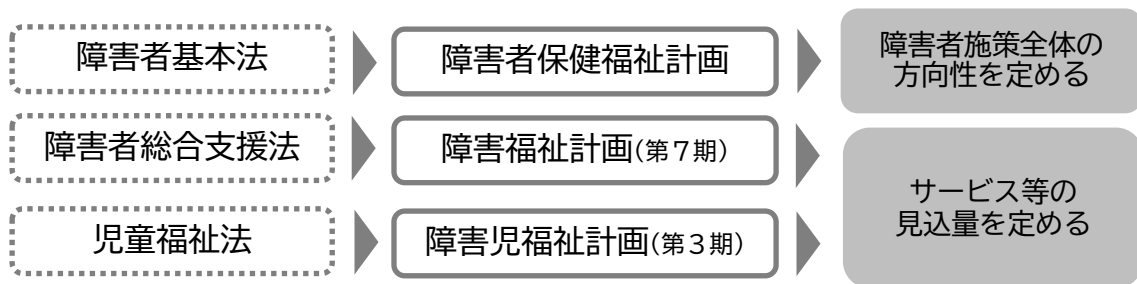 障害者基本法
障害者保健福祉計画
障害者施策全体の
方向性を定める
障害者総合支援法
障害福祉計画(第７期)
サービス等の
見込量を定める
児童福祉法
障害児福祉計画(第３期)